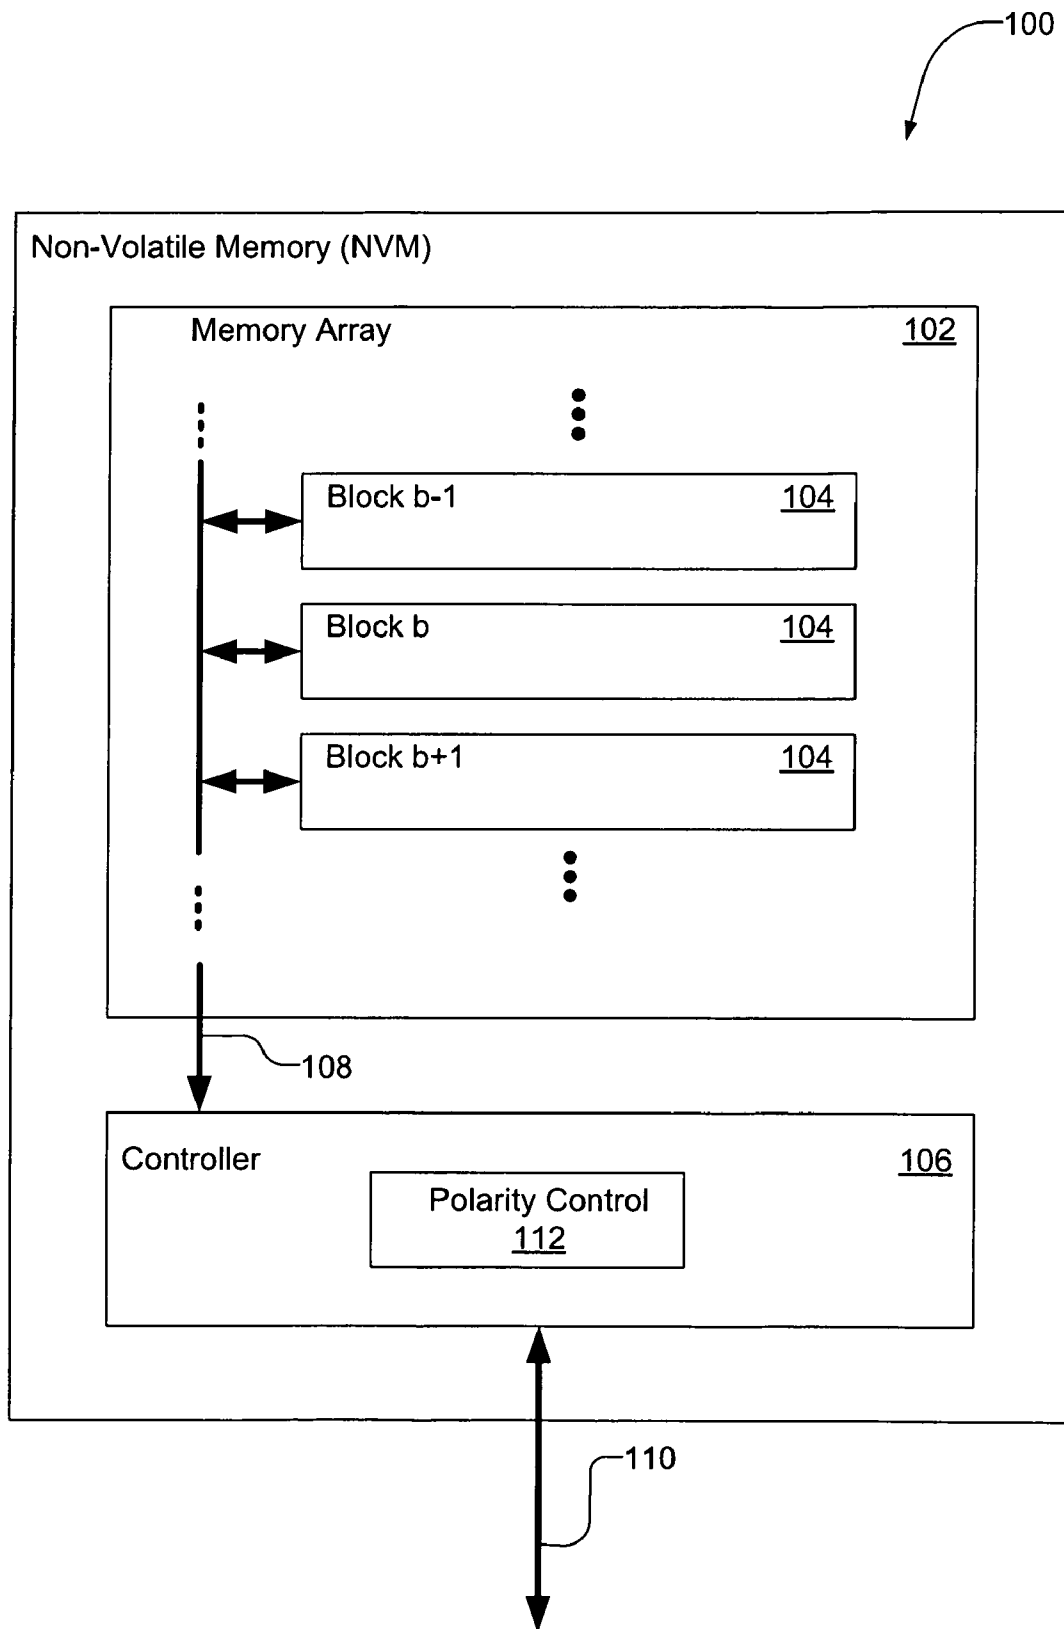 100
Non-Volatile Memory (NVM)
Memory Array 102
Block b-1 104
Block b 104
Block b+1 104
108
Controller 106
Polarity Control
112
110